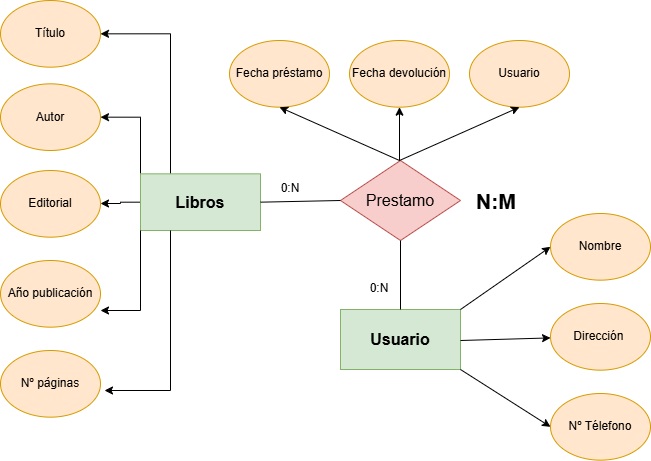 Título
Fecha préstamo
Fecha devolución
Usuario
Autor
Editorial
Libros
0:N
Prestamo
N:M
Nombre
Año publicación
0:N
Usuario
Dirección
Nº páginas
Nº Télefono